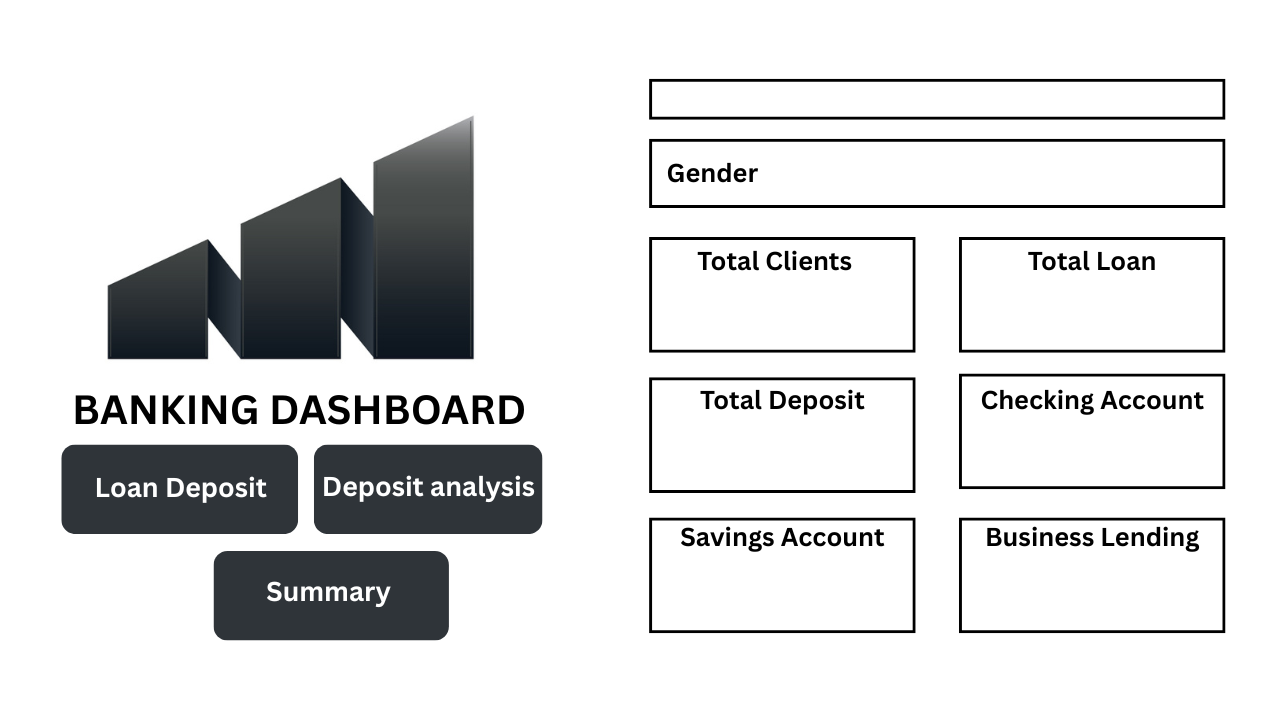 BANKING DASHBOARD
Loan Deposit
Deposit analysis
Summary
Gender
Total Clients
Total Loan
Total Deposit
Checking Account
Savings Account
Business Lending